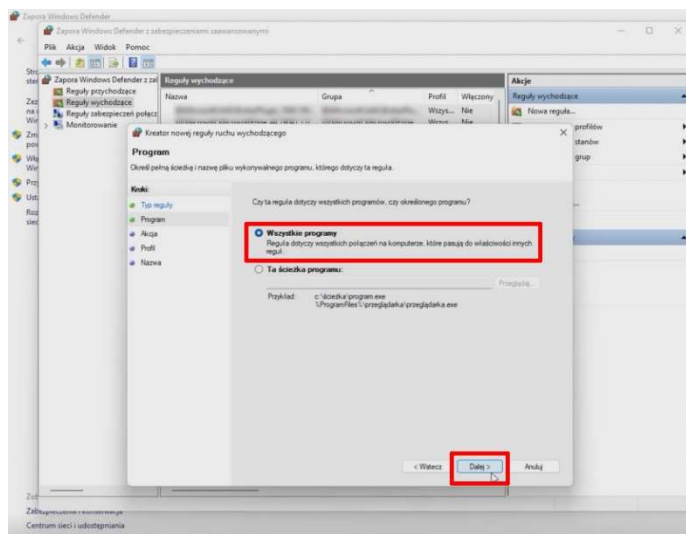 Zapora Windows Defender
Zapora Windows Defender z zabezpieczeniami zaawansowanymi
Plik Akcja Widok Pomoc
Zapora Windows Defender z zal
Reguły przychodzące
Reguły wychodzące
Reguły zabezpieczeń połącz
Monitorowanie
Reguły wychodzące
Nazwa Grupa Profil Włączony
Wszys... Nie
Wszys... Nie
Akcje
Reguły wychodzące
Nowa reguła...
profilów
stanów
grup
Kreator nowej reguły ruchu wychodzącego
Program
Określ pełną ścieżkę i nazwę pliku wykonywalnego programu, którego dotyczy ta reguła.
Kroki:
Typ reguły
Program
Akcja
Profil
Nazwa
Czy ta reguła dotyczy wszystkich programów, czy określonego programu?
Wszystkie programy
Reguła dotyczy wszystkich połączeń na komputerze, które pasują do właściwości innych
reguł.
Ta ścieżka programu:
Przeglądaj...
Przykład: c:\ścieżka\program.exe
%ProgramFiles%\przeglądarka\przeglądarka.exe
< Wstecz Dalej > Anuluj
Centrum sieci i udostępniania